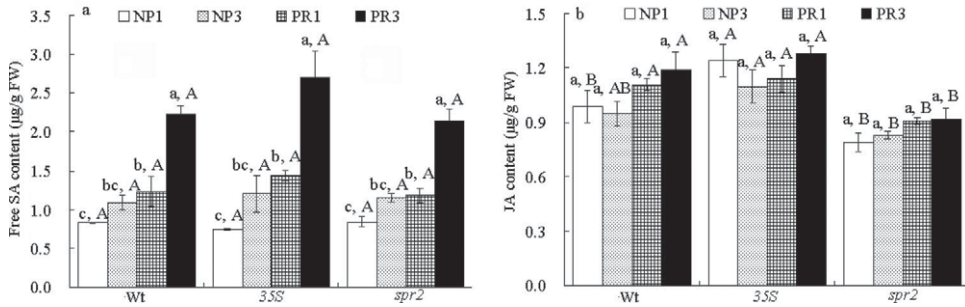 a
NP1 NP3 PR1 PR3
Free SA content (μg/g FW)
3.5
3.0
2.5
2.0
1.5
1.0
0.5
0.0
c, A
bc, A
b, A
a, A
c, A
bc, A
b, A
a, A
c, A
bc, A
b, A
a, A
Wt 35S spr2
b
NP1 NP3 PR1 PR3
JA content (μg/g FW)
1.5
1.2
0.9
0.6
0.3
0.0
a, B
a, AB
a, A
a, A
a, A
a, A
a, A
a, A
a, B
a, B
a, B
a, B
Wt 35S spr2